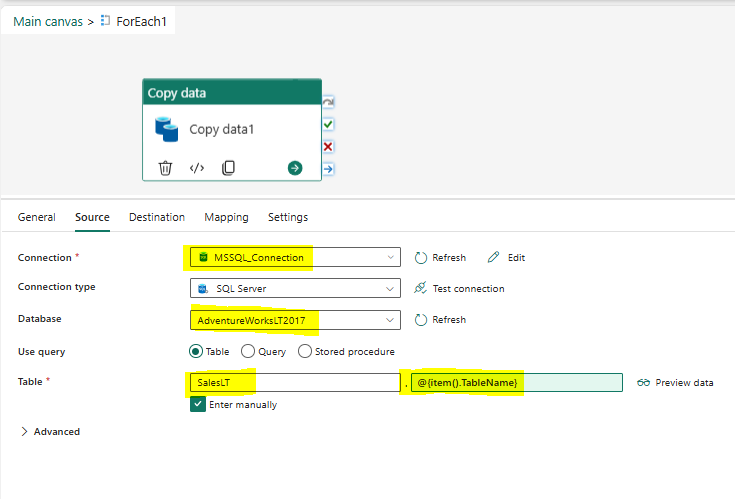 Main canvas > ForEach1
Copy data
Copy data1
General Source Destination Mapping Settings
Connection * MSSQL_Connection Refresh Edit
Connection type SQL Server Test connection
Database AdventureWorksLT2017 Refresh
Use query Table Query Stored procedure
Table * SalesLT . @{item().TableName} Preview data
Enter manually
Advanced